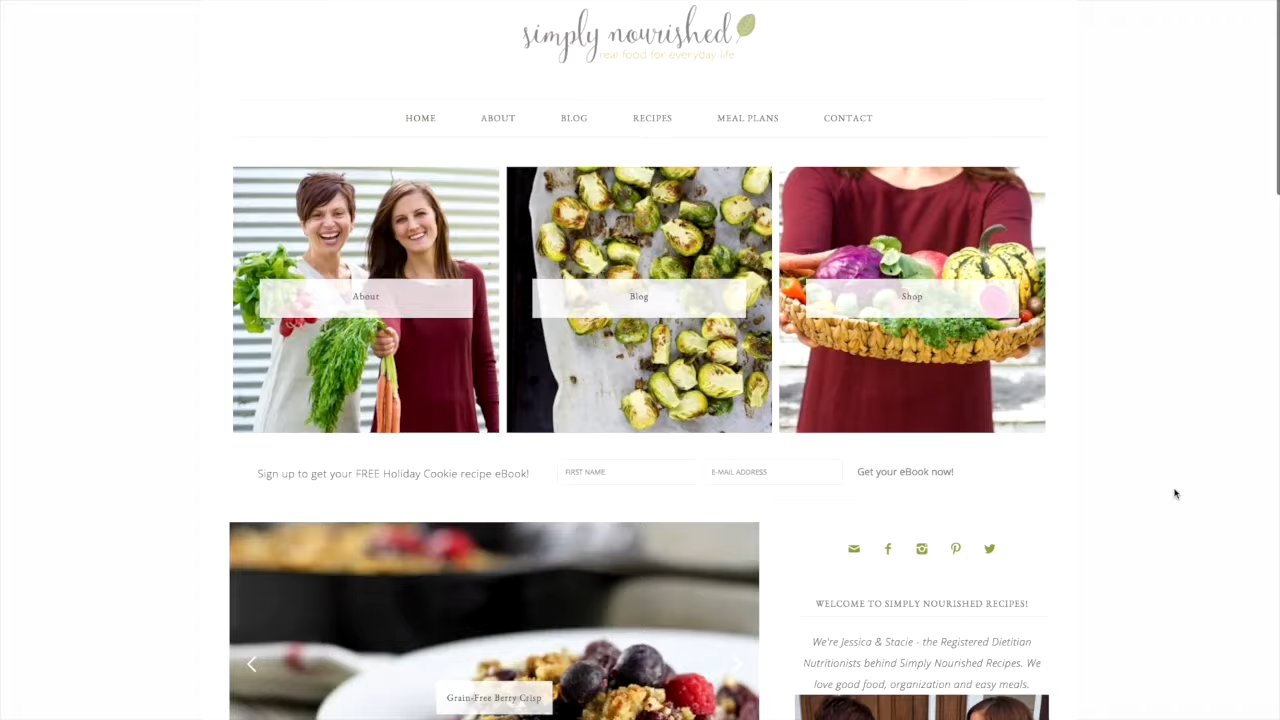 simply nourished
real food for everyday life
HOME ABOUT BLOG RECIPES MEAL PLANS CONTACT
About
Blog
Shop
Sign up to get your FREE Holiday Cookie recipe eBook! FIRST NAME E-MAIL ADDRESS Get your eBook now!
Grain-Free Berry Crisp
WELCOME TO SIMPLY NOURISHED RECIPES!
We're Jessica & Stacie - the Registered Dietitian
Nutritionists behind Simply Nourished Recipes. We
love good food, organization and easy meals.